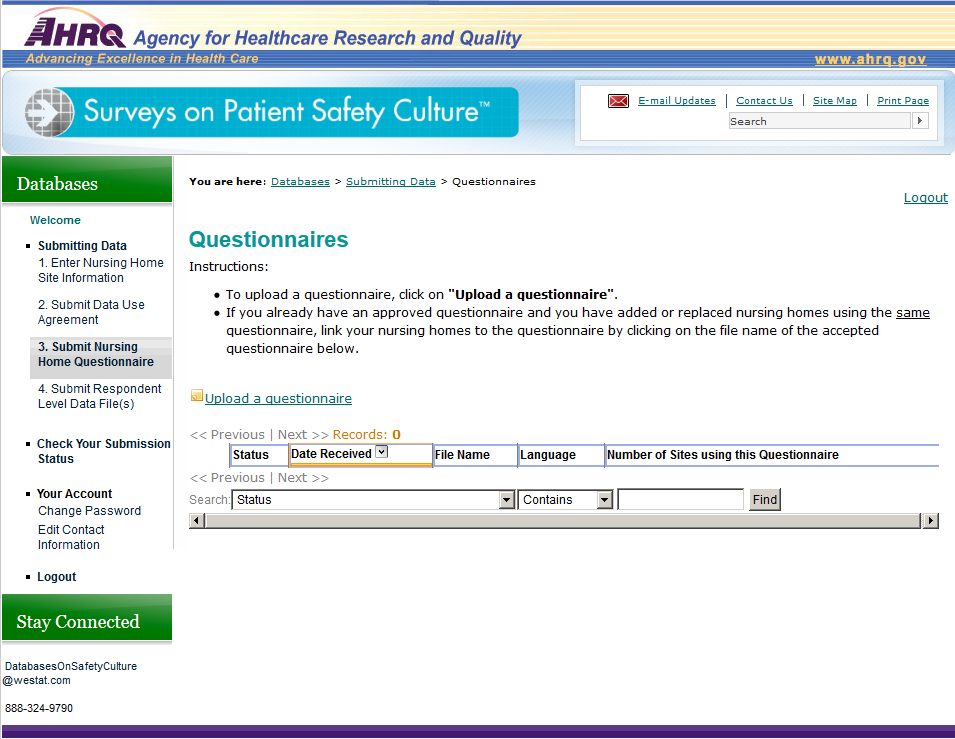 AHRQ Agency for Healthcare Research and Quality
Advancing Excellence in Health Care
www.ahrq.gov
Surveys on Patient Safety Culture™
E-mail Updates | Contact Us | Site Map | Print Page
Search
Databases
Welcome
Submitting Data
1. Enter Nursing Home
Site Information
2. Submit Data Use
Agreement
3. Submit Nursing
Home Questionnaire
4. Submit Respondent
Level Data File(s)
Check Your Submission
Status
Your Account
Change Password
Edit Contact
Information
Logout
Stay Connected
DatabasesOnSafetyCulture
@westat.com
888-324-9790
You are here: Databases > Submitting Data > Questionnaires
Logout
Questionnaires
Instructions:
• To upload a questionnaire, click on "Upload a questionnaire".
• If you already have an approved questionnaire and you have added or replaced nursing homes using the same
questionnaire, link your nursing homes to the questionnaire by clicking on the file name of the accepted
questionnaire below.
Upload a questionnaire
<< Previous | Next >> Records: 0
Status Date Received File Name Language Number of Sites using this Questionnaire
<< Previous | Next >>
Search: Status Contains Find